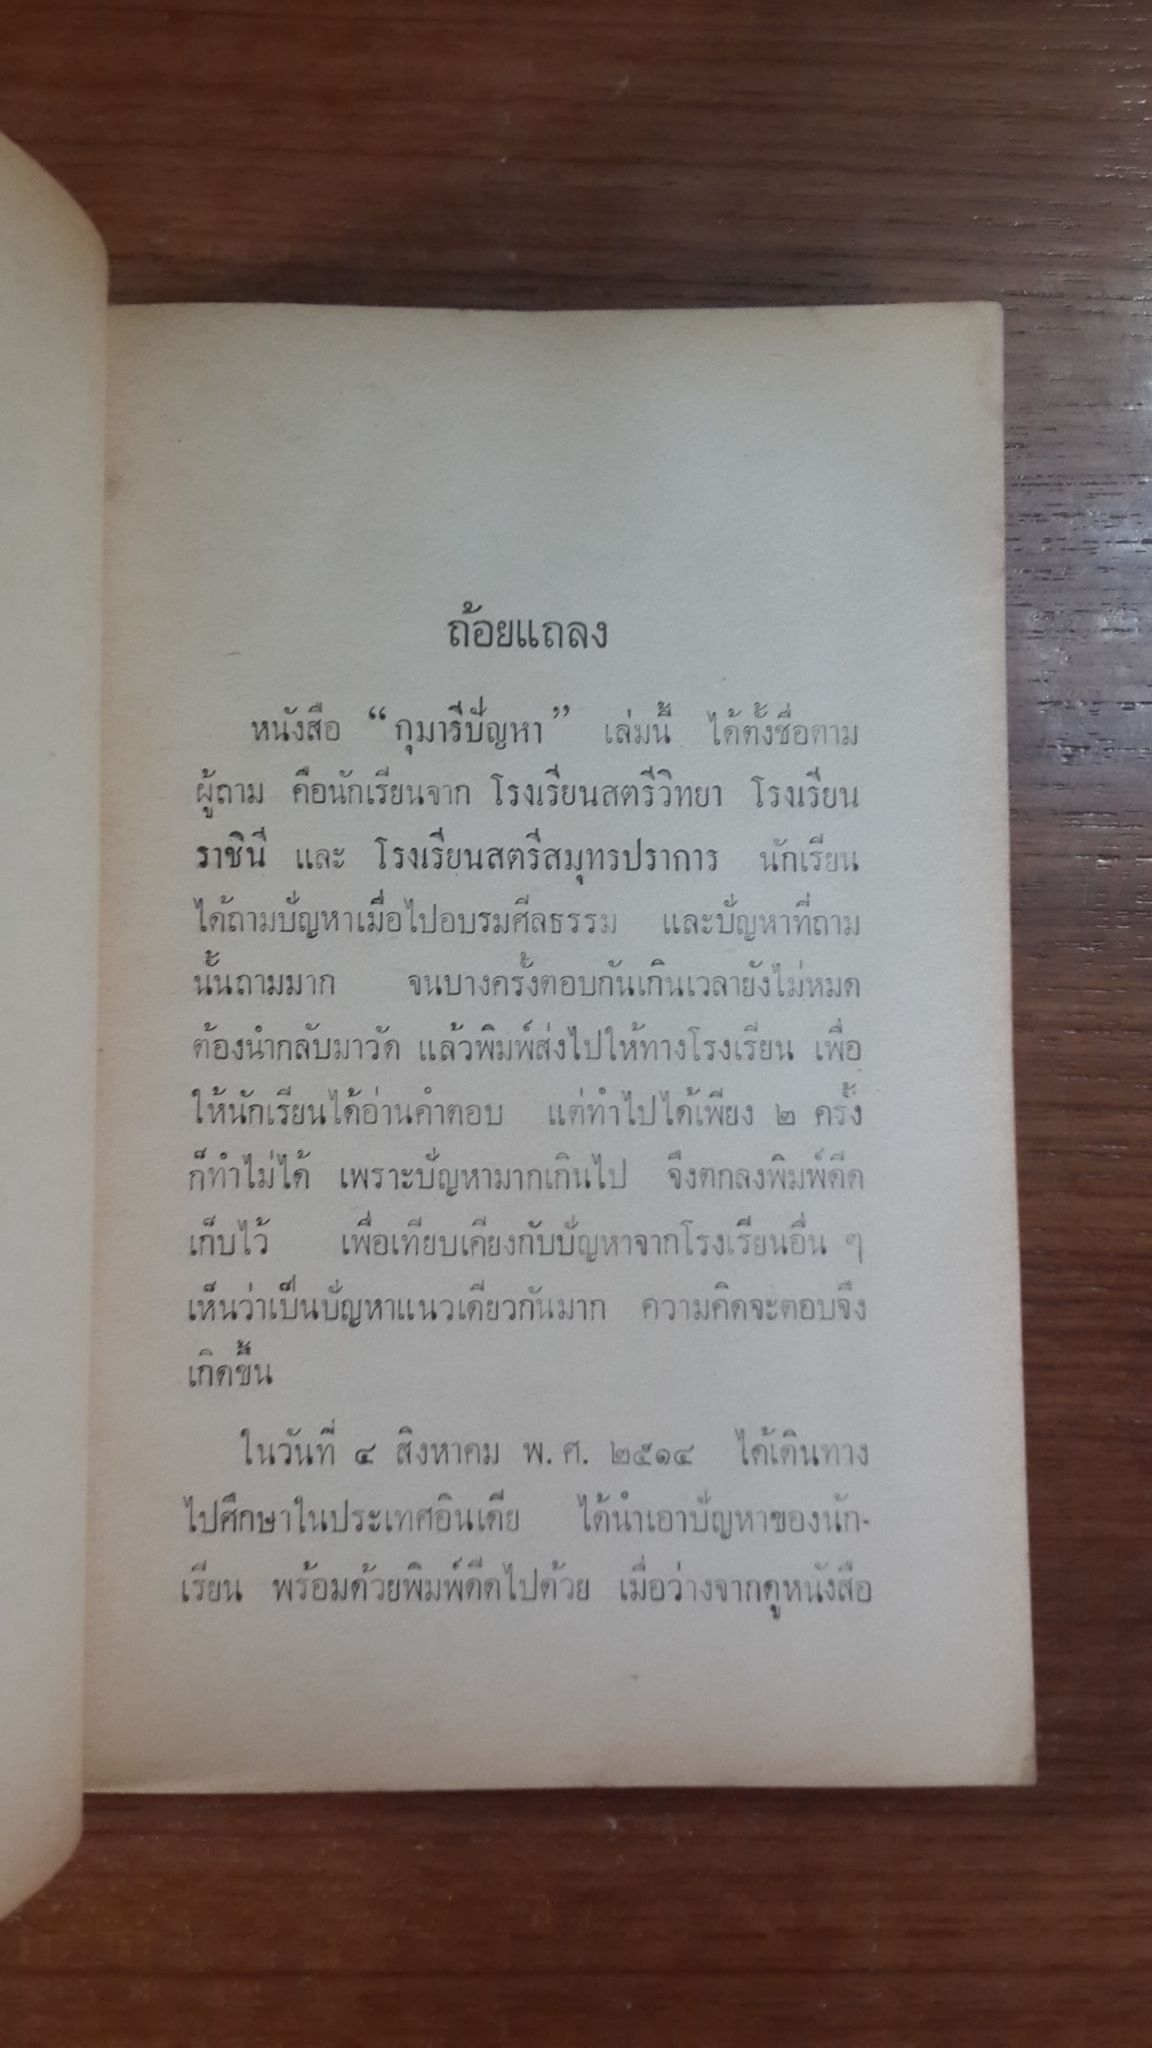 ถ้อยแถลง
หนังสือ “กุมารีปัญหา” เล่มนี้ ได้ตั้งชื่อตาม
ผู้ถาม คือนักเรียนจาก โรงเรียนสตรีวิทยา โรงเรียน
ราชินี และ โรงเรียนสตรีสมุทรปราการ นักเรียน
ได้ถามปัญหาเมื่อไปอบรมศีลธรรม และปัญหาที่ถาม
นั้นถามมาก จนบางครั้งตอบกันเกินเวลายังไม่หมด
ต้องนำกลับมาวัด แล้วพิมพ์ส่งไปให้ทางโรงเรียน เพื่อ
ให้นักเรียนได้อ่านคำตอบ แต่ทำไปได้เพียง ๒ ครั้ง
ก็ทำไม่ได้ เพราะปัญหามากเกินไป จึงตกลงพิมพ์ดีด
เก็บไว้ เพื่อเทียบเคียงกับปัญหาจากโรงเรียนอื่น ๆ
เห็นว่าเป็นปัญหาแนวเดียวกันมาก ความคิดจะตอบจึง
เกิดขึ้น
ในวันที่ ๔ สิงหาคม พ.ศ. ๒๕๑๔ ได้เดินทาง
ไปศึกษาในประเทศอินเดีย ได้นำเอาปัญหาของนัก-
เรียน พร้อมด้วยพิมพ์ดีดไปด้วย เมื่อว่างจากดูหนังสือ